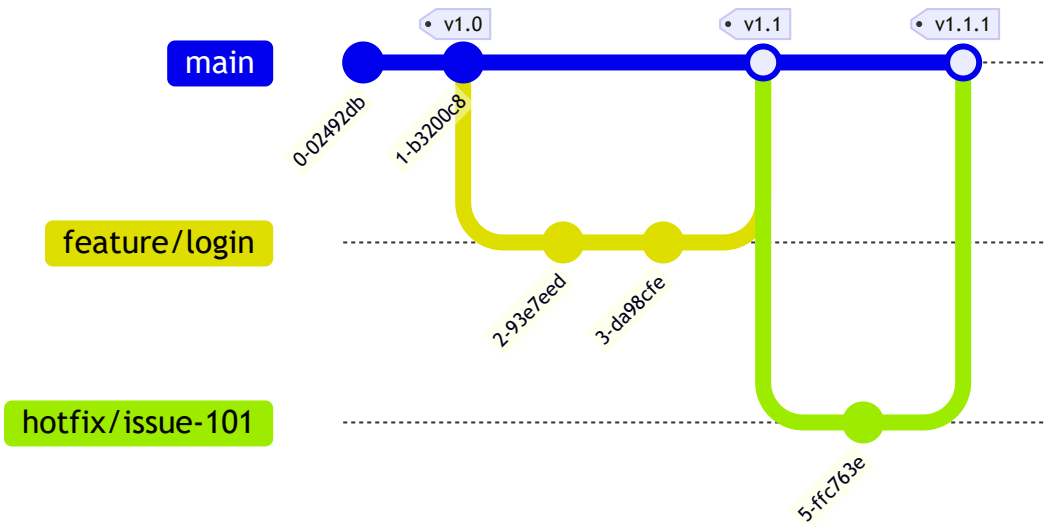 v1.0
v1.1
v1.1.1
main
0-02492db
1-b3200c8
feature/login
2-93e7eed
3-da98cfe
hotfix/issue-101
5-ffc763e